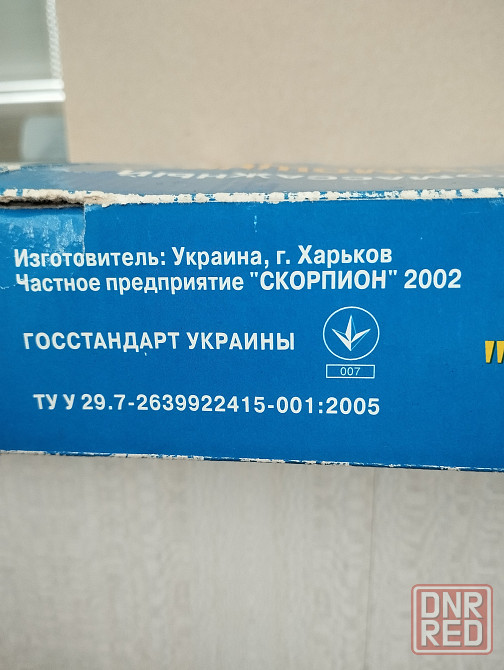 Изготовитель: Украина, г. Харьков
Частное предприятие "СКОРПИОН" 2002
ГОССТАНДАРТ УКРАИНЫ
007
ТУ У 29.7-2639922415-001:2005
"
DNR
RED